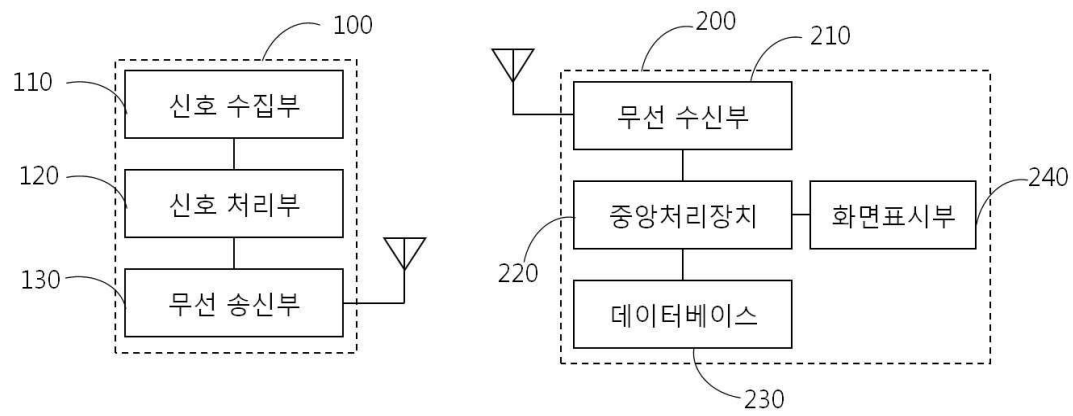 100
110
신호 수집부
120
신호 처리부
130
무선 송신부
200
210
무선 수신부
220
중앙처리장치
240
화면표시부
데이터베이스
230